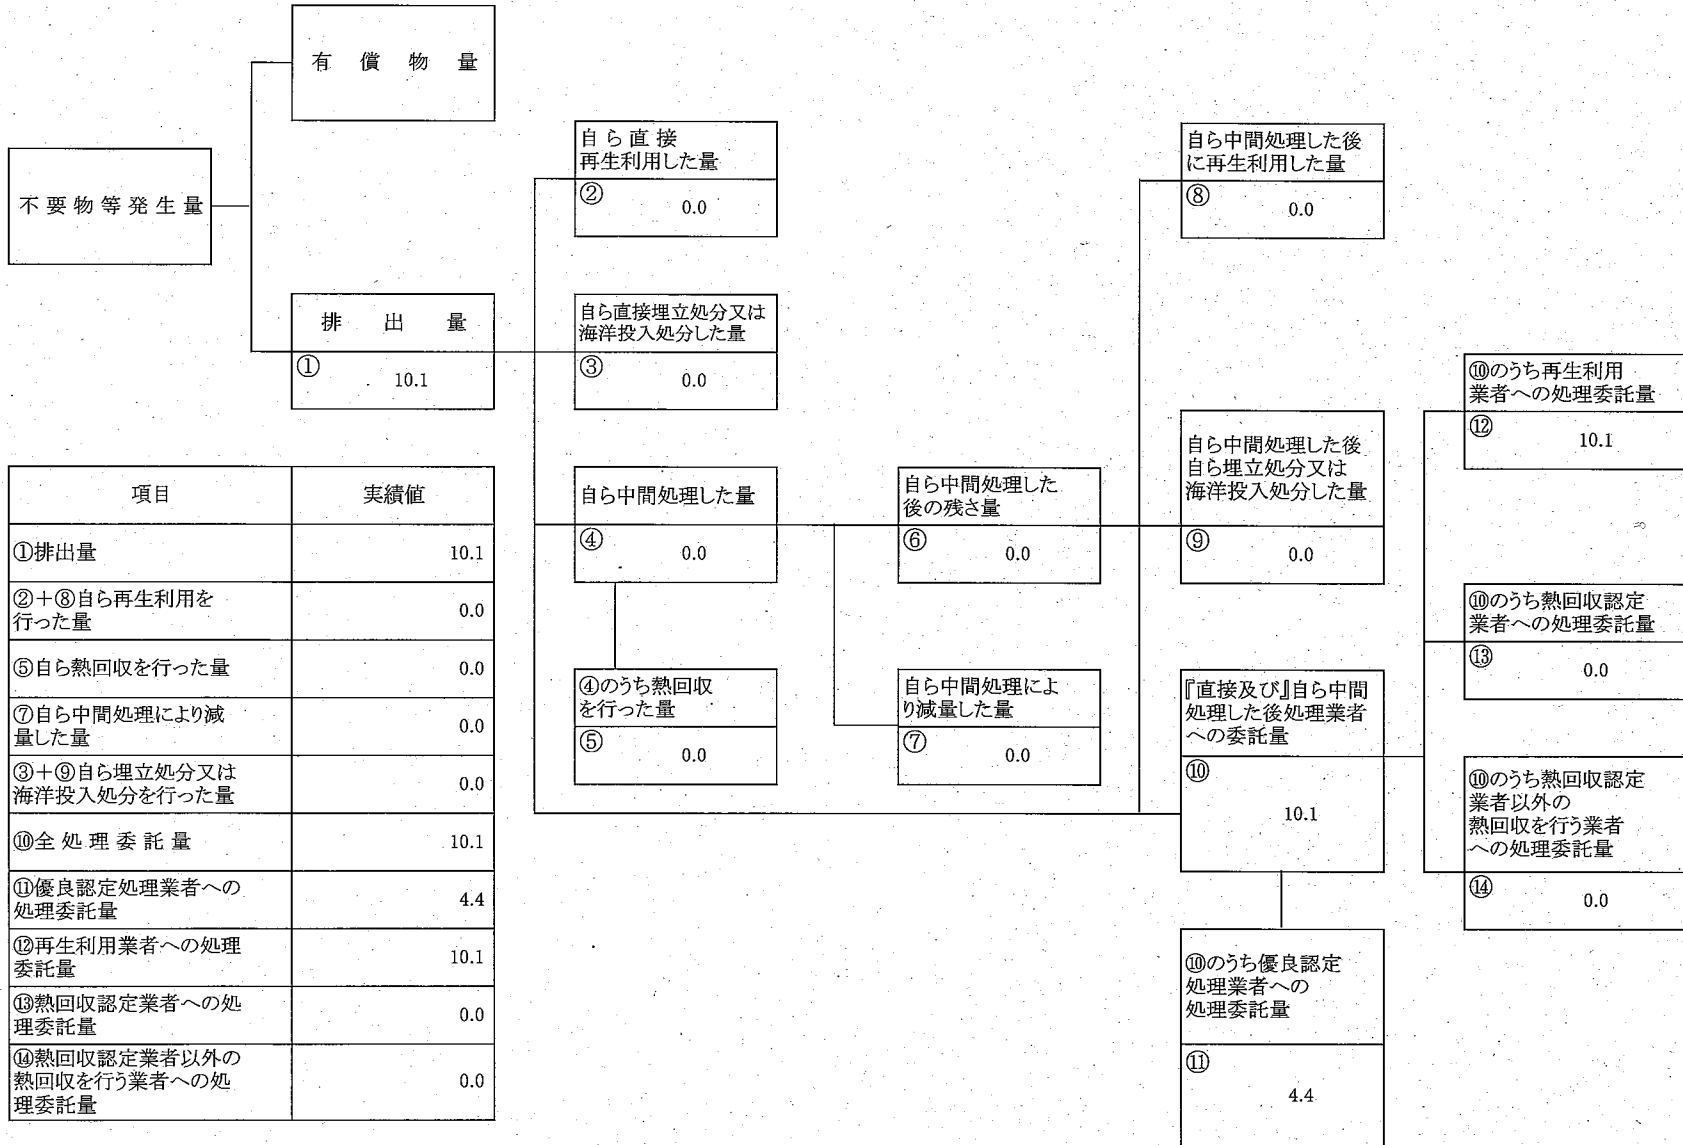 有償物量
不要物等発生量
排出量
①
10.1
自ら直接
再生利用した量
②
0.0
自ら直接埋立処分又は
海洋投入処分した量
③
0.0
自ら中間処理した量
④
0.0
④のうち熱回収
を行った量
⑤
0.0
自ら中間処理した
後の残さ量
⑥
0.0
自ら中間処理によ
り減量した量
⑦
0.0
自ら中間処理した後
に再生利用した量
⑧
0.0
自ら中間処理した後
自ら埋立処分又は
海洋投入処分した量
⑨
0.0
『直接及び』自ら中間
処理した後処理業者
への委託量
⑩
10.1
⑩のうち優良認定
処理業者への
処理委託量
⑪
4.4
⑩のうち再生利用
業者への処理委託量
⑫
10.1
⑩のうち熱回収認定
業者への処理委託量
⑬
0.0
⑩のうち熱回収認定
業者以外の
熱回収を行う業者
への処理委託量
⑭
0.0
項目 実績値
①排出量 10.1
②＋⑧自ら再生利用を
行った量 0.0
⑤自ら熱回収を行った量 0.0
⑦自ら中間処理により減
量した量 0.0
③＋⑨自ら埋立処分又は
海洋投入処分を行った量 0.0
⑩全処理委託量 10.1
⑪優良認定処理業者への
処理委託量 4.4
⑫再生利用業者への処理
委託量 10.1
⑬熱回収認定業者への処
理委託量 0.0
⑭熱回収認定業者以外の
熱回収を行う業者への処
理委託量 0.0